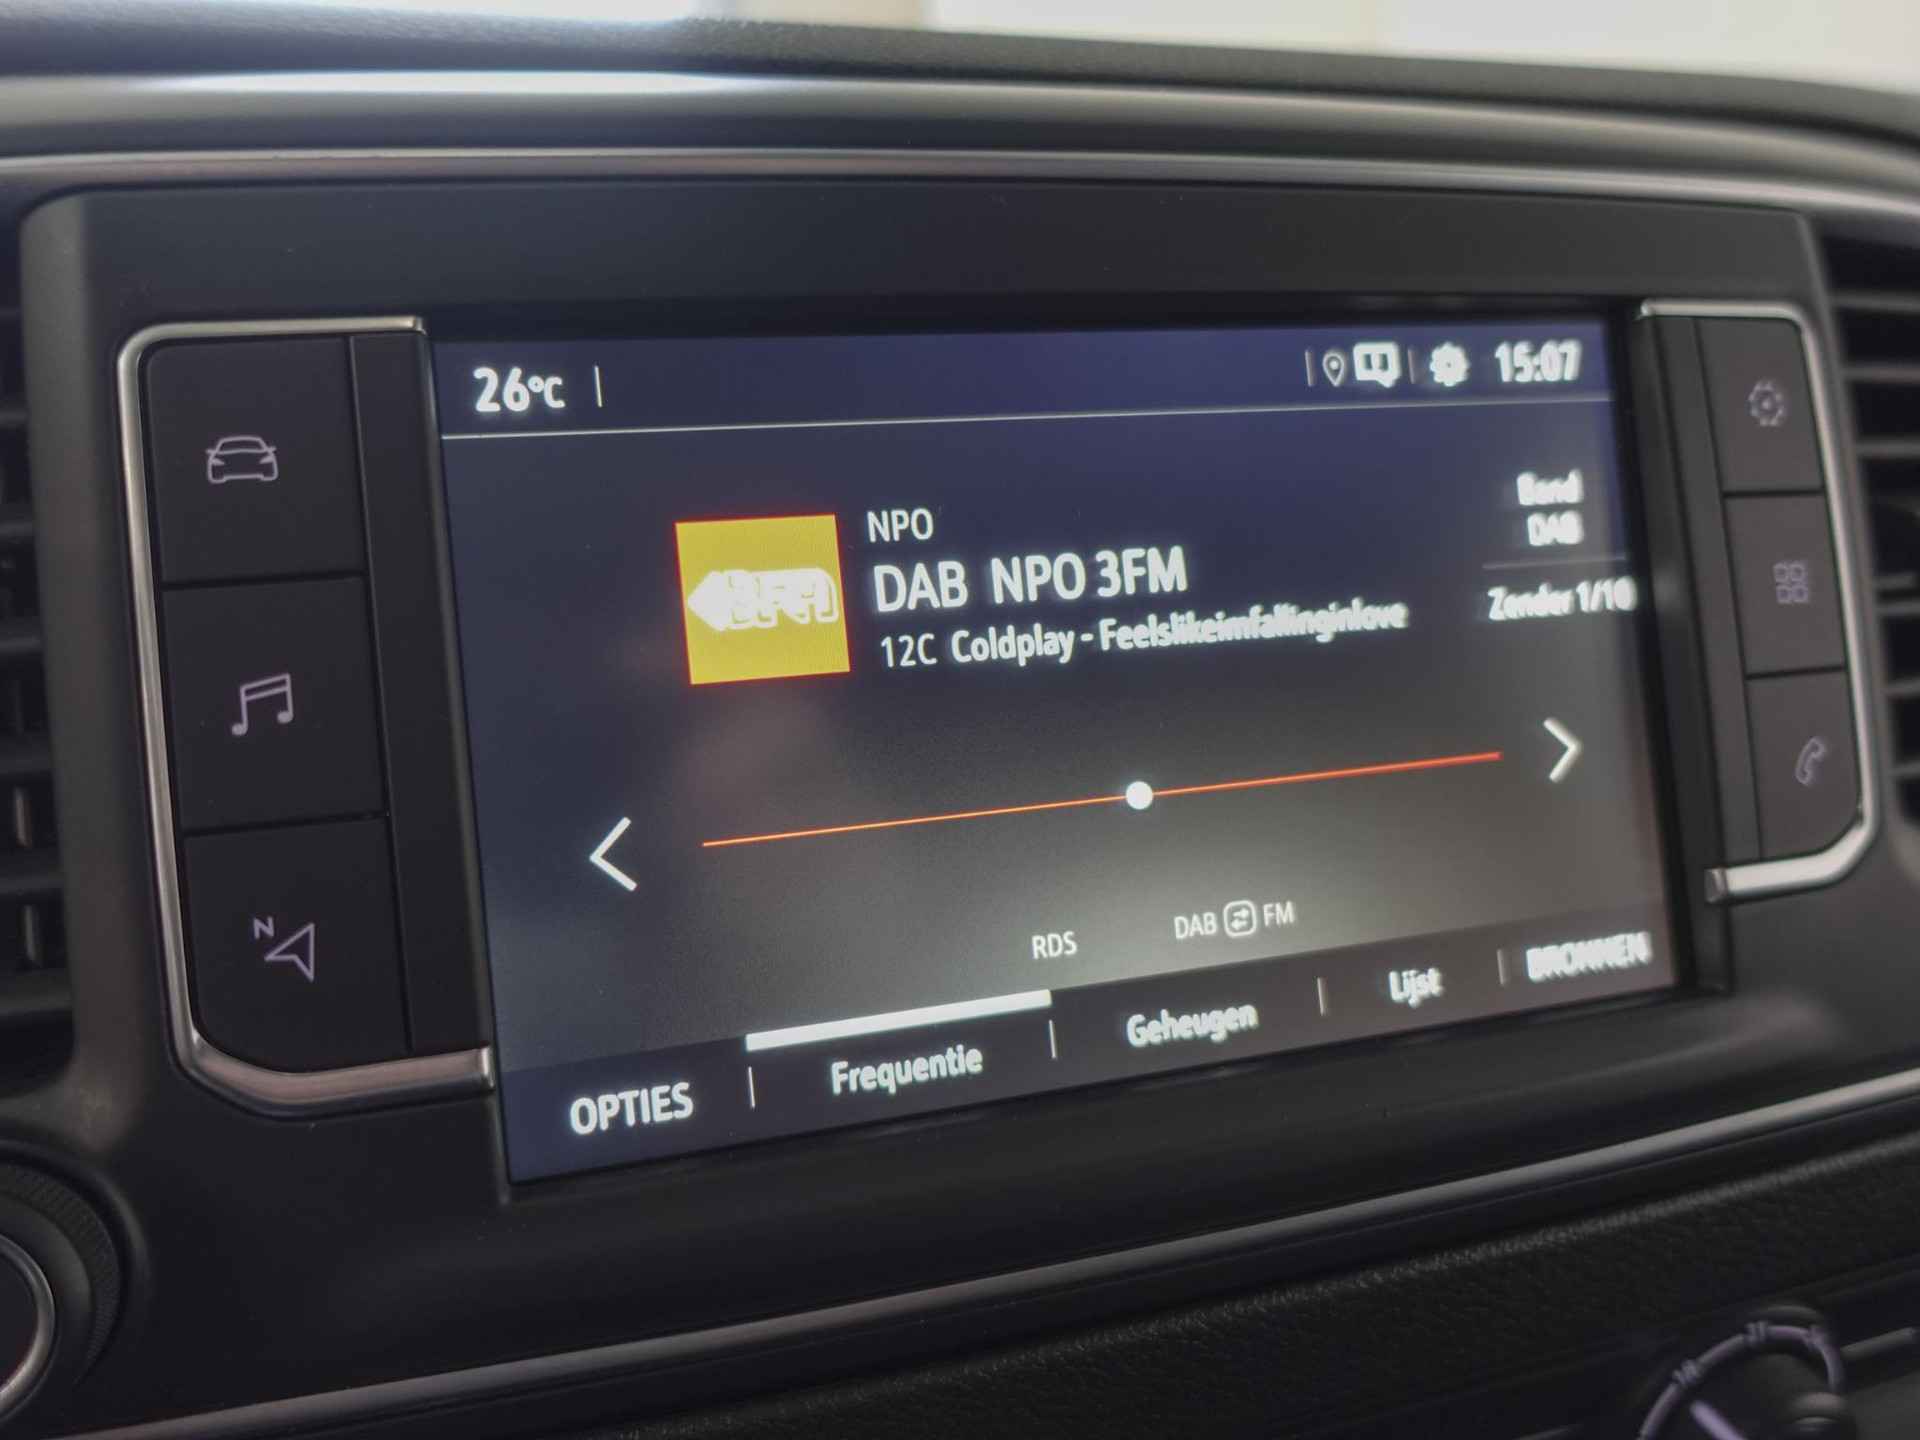 26°C
15:07
NPO
DAB NPO 3FM
12C Coldplay - Feelslikeimfallinginlove
Band
DAB
Zender 1/10
3FM
RDS
DAB FM
OPTIES
Frequentie
Geheugen
Lijst
BRONNEN
N